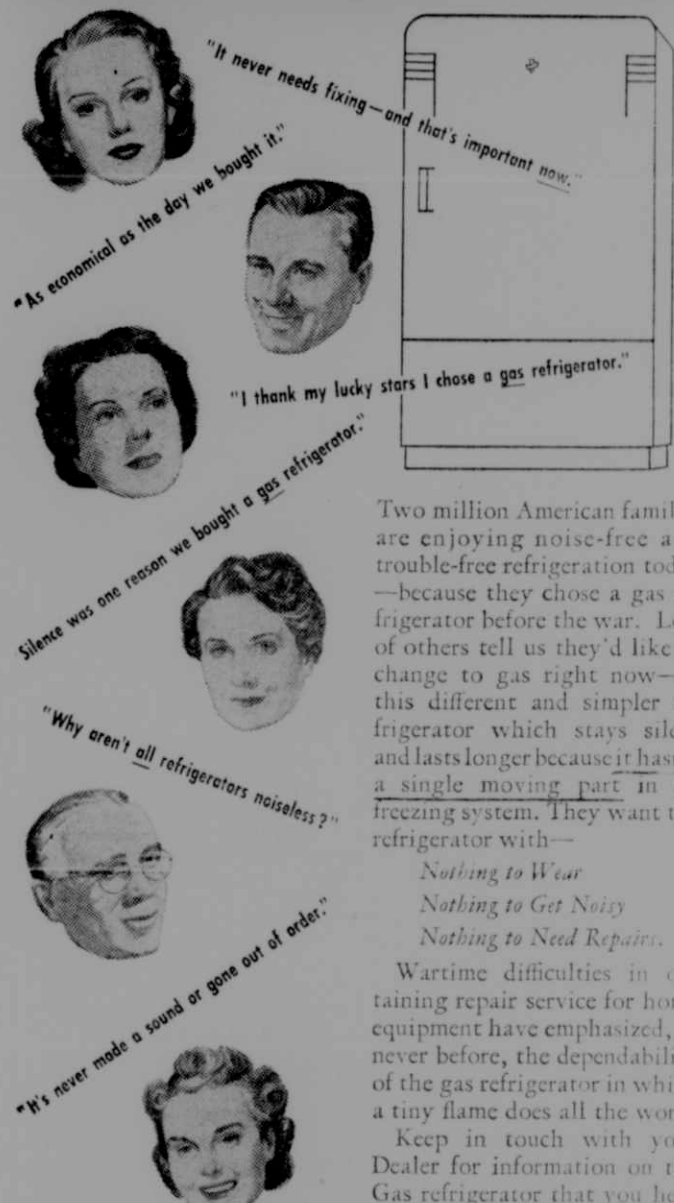 "It never needs fixing—and that's important now."
"As economical as the day we bought it."
"I thank my lucky stars I chose a gas refrigerator."
Silence was one reason we bought a gas refrigerator."
"Why aren't all refrigerators noiseless?"
"It's never made a sound or gone out of order."
Two million American famil
are enjoying noise-free a
trouble-free refrigeration tod
—because they chose a gas
frigerator before the war. L
of others tell us they'd like
change to gas right now—
this different and simpler
frigerator which stays sile
and lasts longer because it has
a single moving part in
freezing system. They want t
refrigerator with—
Nothing to Wear
Nothing to Get Noisy
Nothing to Need Repairs.
Wartime difficulties in o
taining repair service for hor
equipment have emphasized,
never before, the dependabili
of the gas refrigerator in whi
a tiny flame does all the wor
Keep in touch with yo
Dealer for information on t
Gas refrigerator that you he